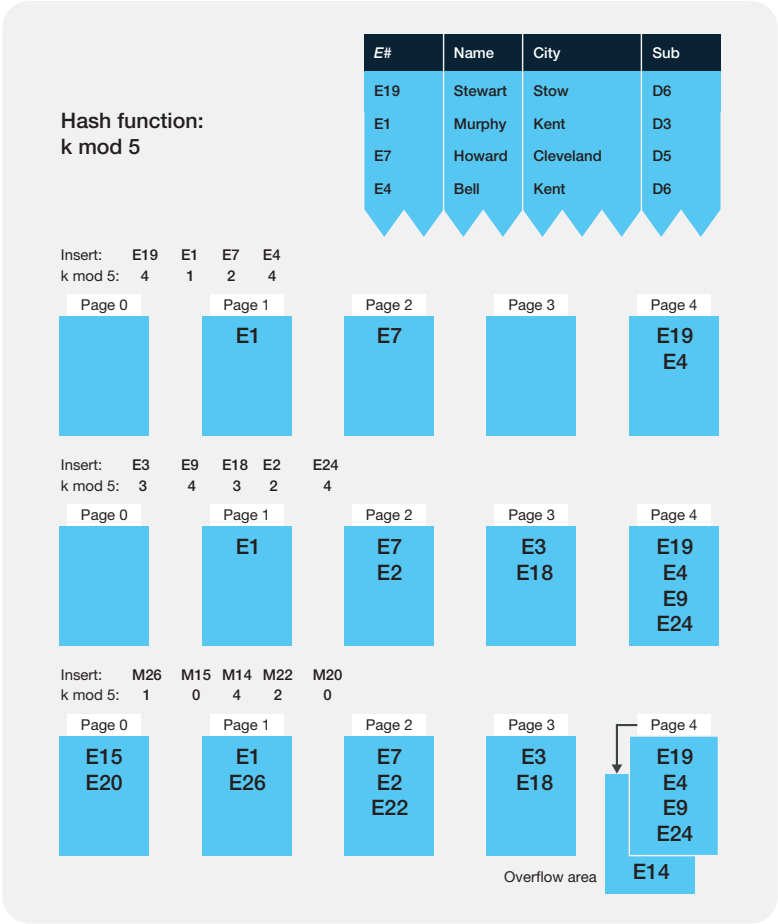 E# Name City Sub
E19 Stewart Stow D6
Hash function:
k mod 5
E1 Murphy Kent D3
E7 Howard Cleveland D5
E4 Bell Kent D6
Insert: E19 E1 E7 E4
k mod 5: 4 1 2 4
Page 0 Page 1 Page 2 Page 3 Page 4
E1 E7 E19
E4
Insert: E3 E9 E18 E2 E24
k mod 5: 3 4 3 2 4
Page 0 Page 1 Page 2 Page 3 Page 4
E1 E7 E3 E19
E2 E18 E4
E9
E24
Insert: M26 M15 M14 M22 M20
k mod 5: 1 0 4 2 0
Page 0 Page 1 Page 2 Page 3 Page 4
E15 E1 E7 E3 E19
E20 E26 E2 E18 E4
E22 E9
E24
Overflow area E14